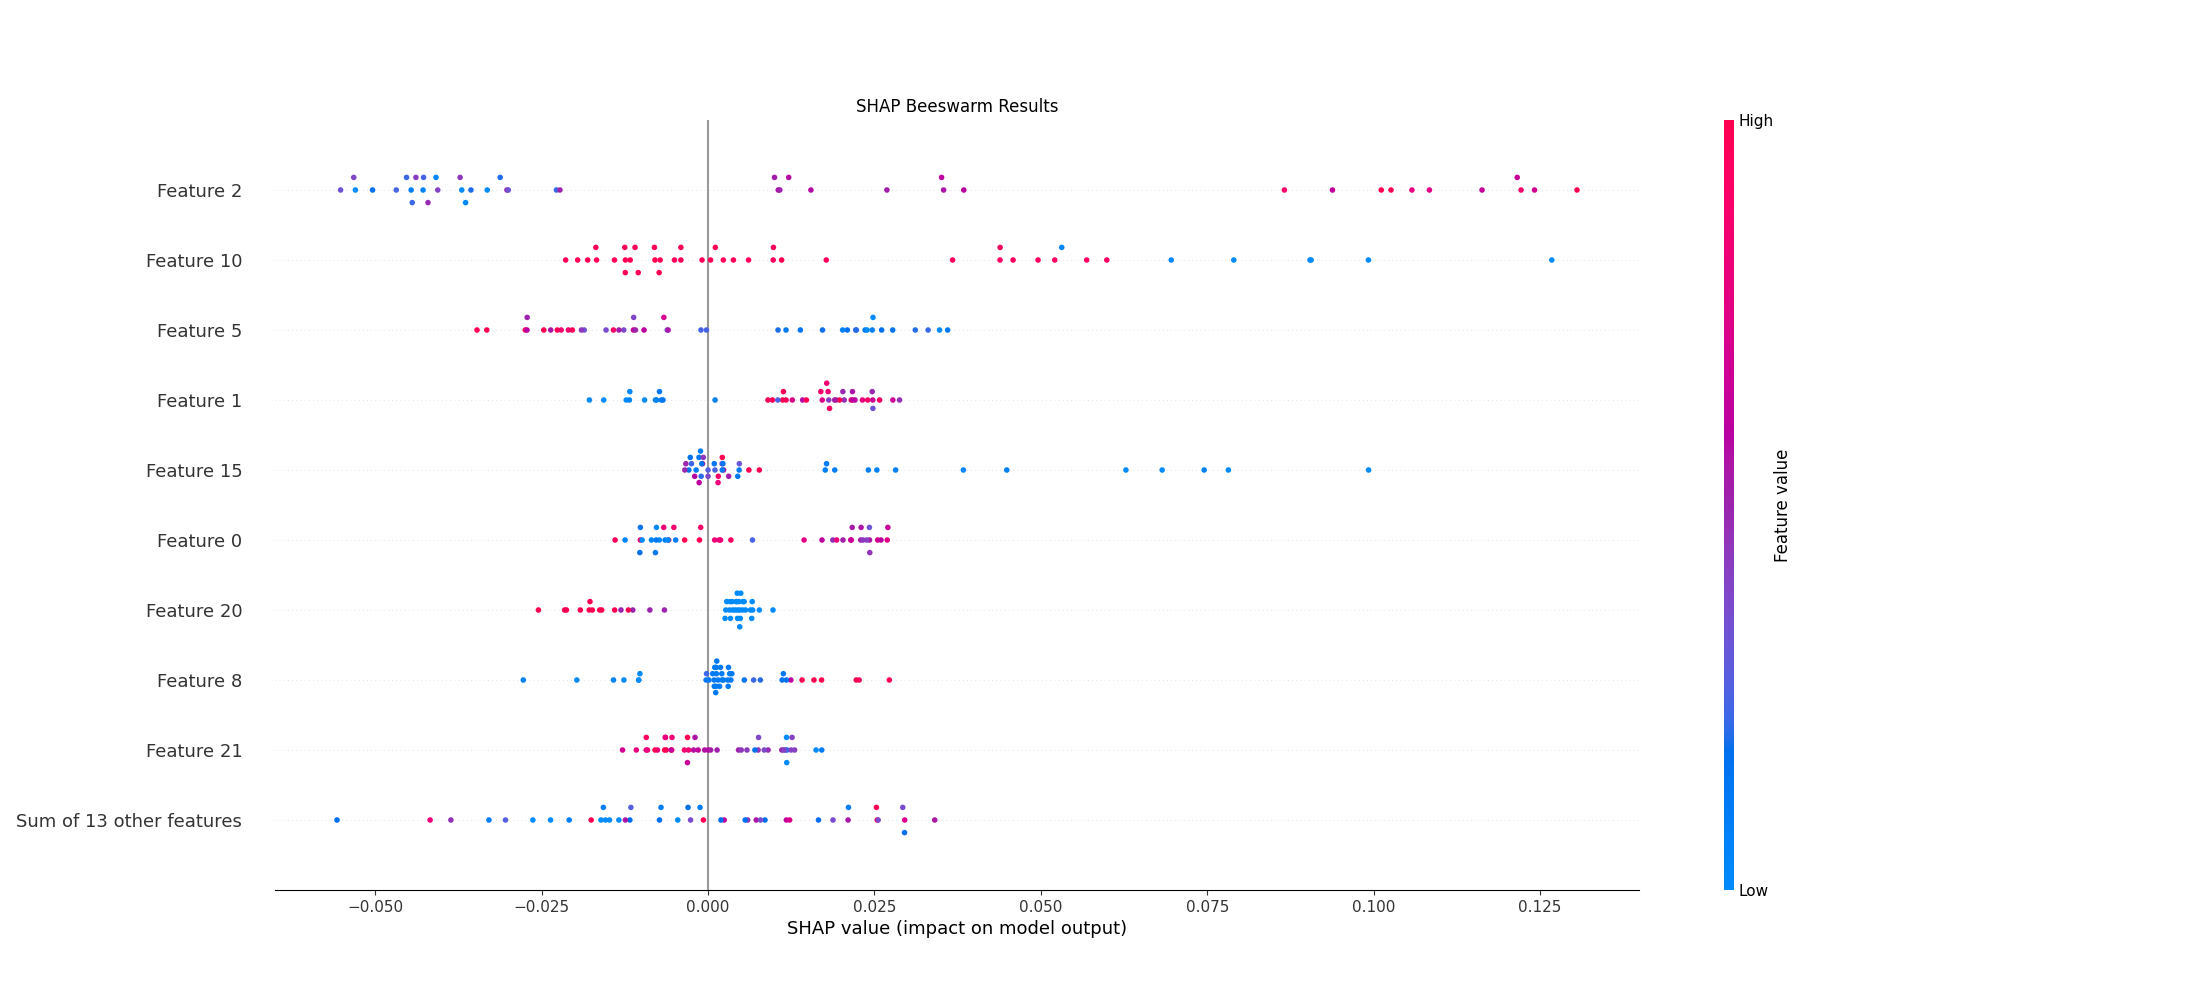 SHAP Beeswarm Results
High
Feature 2
Feature 10
Feature 5
Feature 1
Feature 15
Feature value
Feature 0
Feature 20
Feature 8
Feature 21
Sum of 13 other features
Low
−0.050 −0.025 0.000 0.025 0.050 0.075 0.100 0.125
SHAP value (impact on model output)